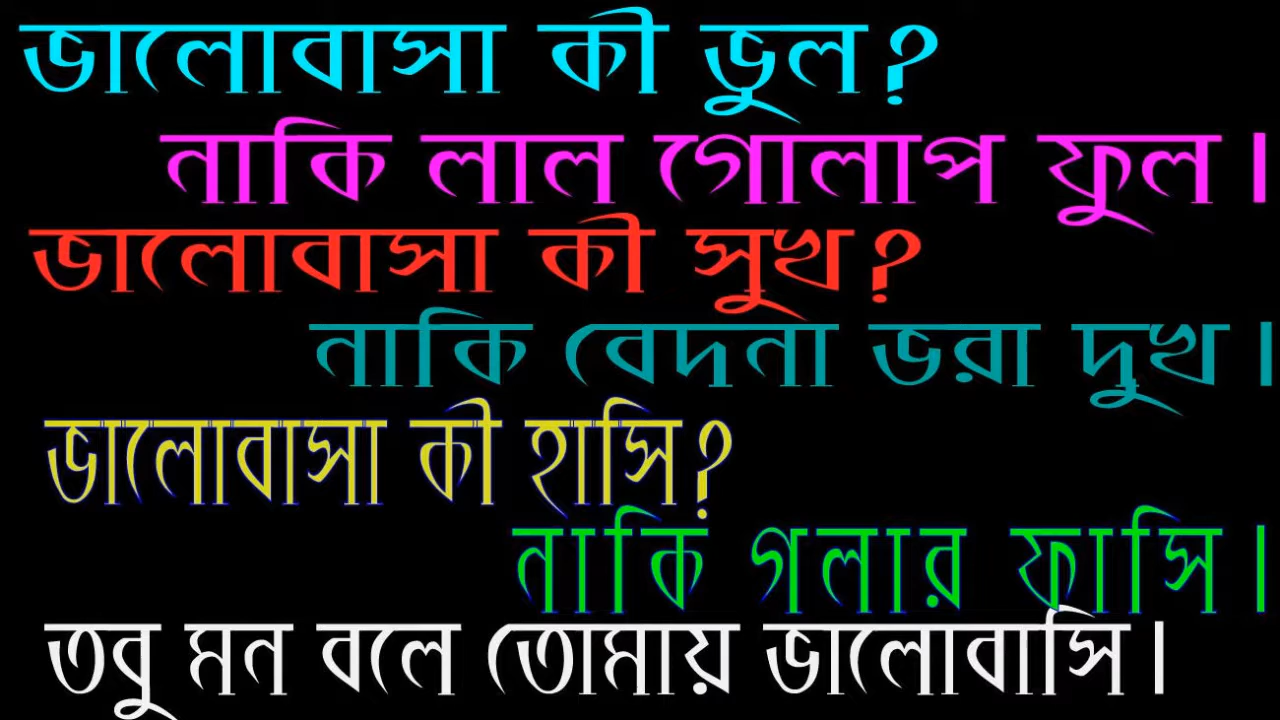 ভালোবাসা কী ভুল?
নাকি লাল গোলাপ ফুল।
ভালোবাসা কী সুখ?
নাকি বেদনা ভরা দুখ।
ভালোবাসা কী হাসি?
নাকি গলার ফাসি।
তবু মন বলে তোমায় ভালোবাসি।